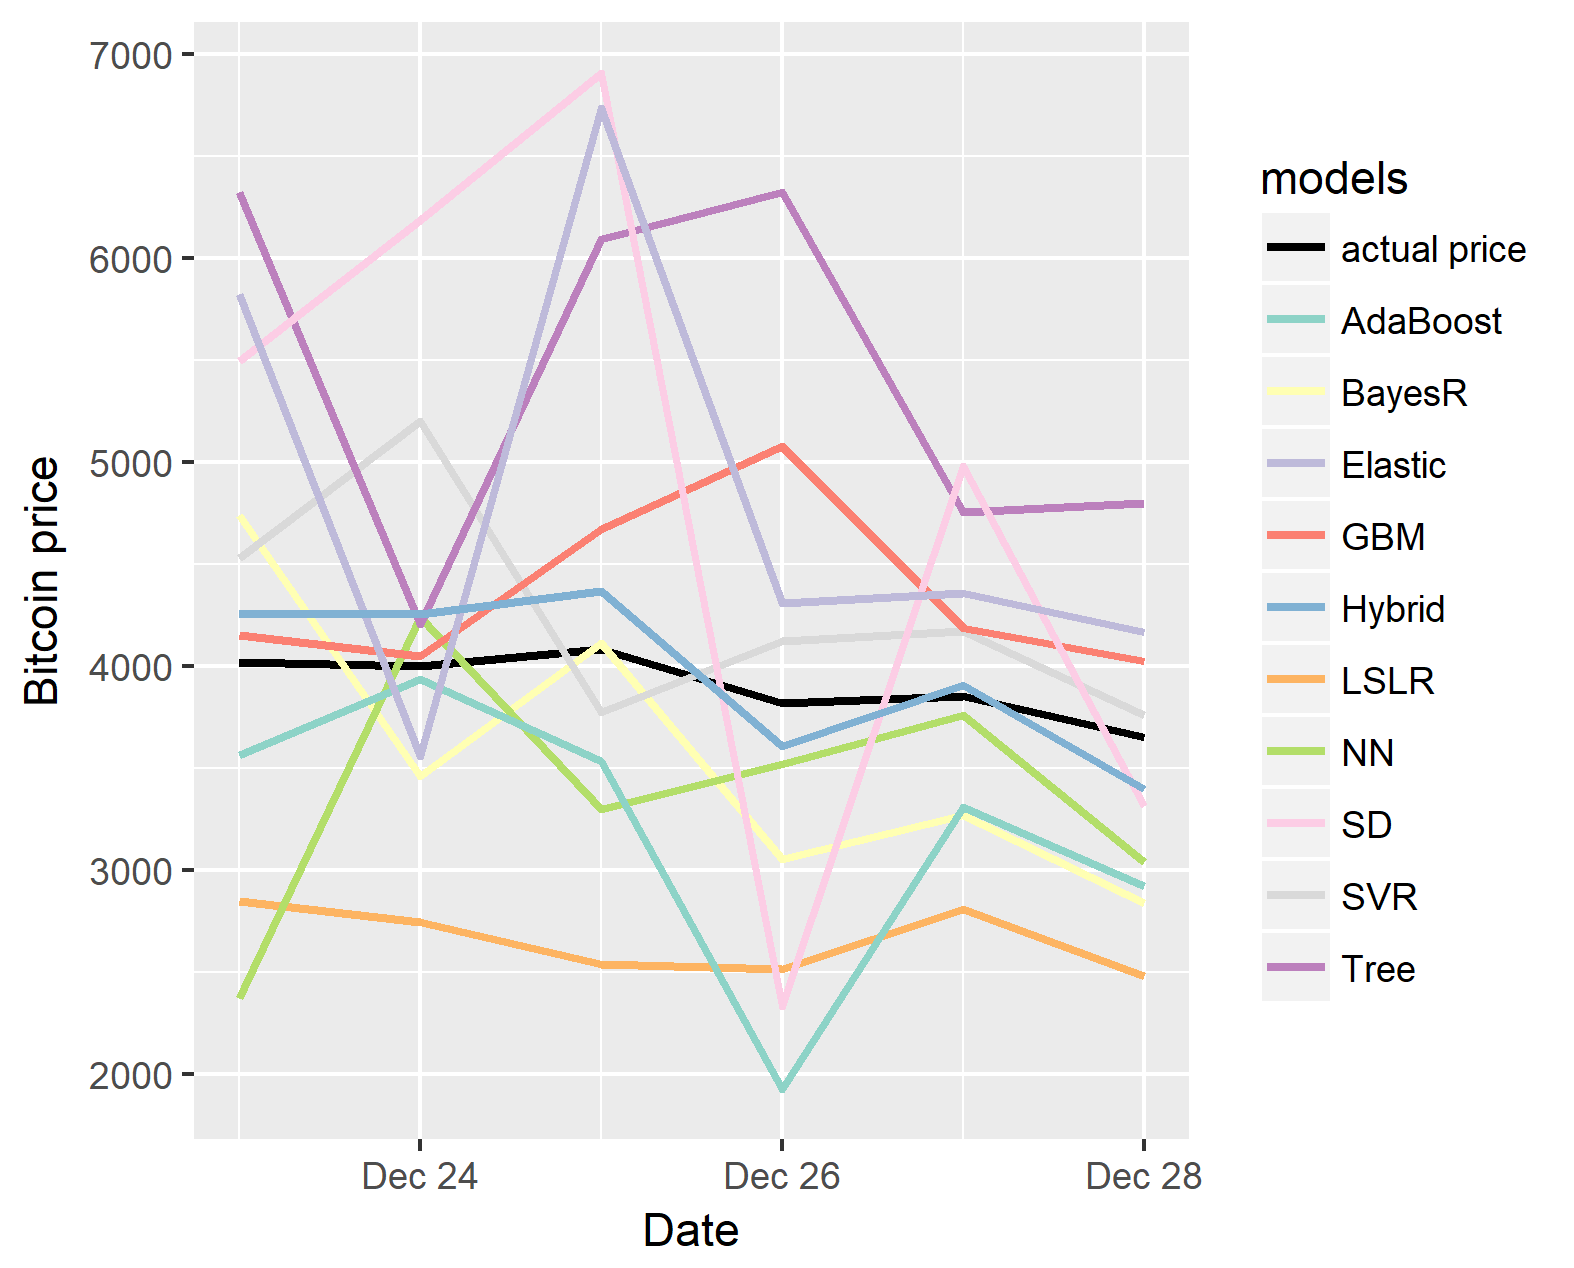 7000
6000
5000
4000
3000
2000
Bitcoin price
Dec 24
Dec 26
Dec 28
Date
models
actual price
AdaBoost
BayesR
Elastic
GBM
Hybrid
LSLR
NN
SD
SVR
Tree